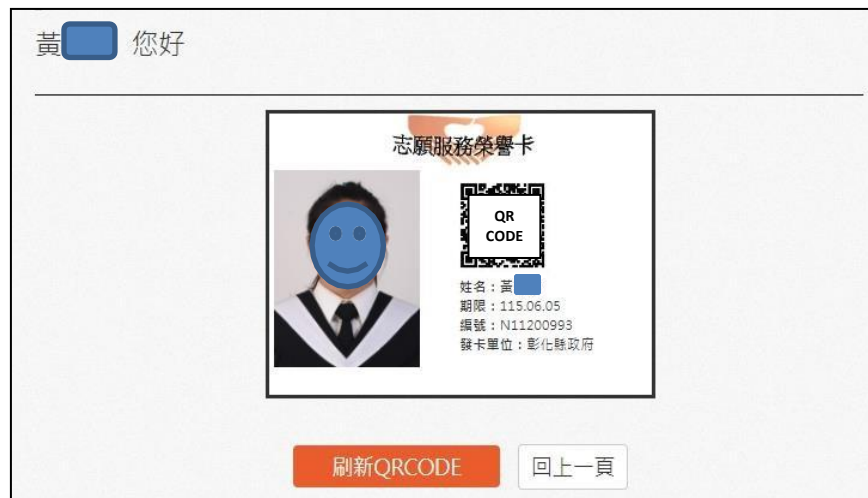 黃 您好
志願服務榮譽卡
QR
CODE
姓名：黃
期限：115.06.05
編號：N11200993
發卡單位：彰化縣政府
刷新QRCODE
回上一頁